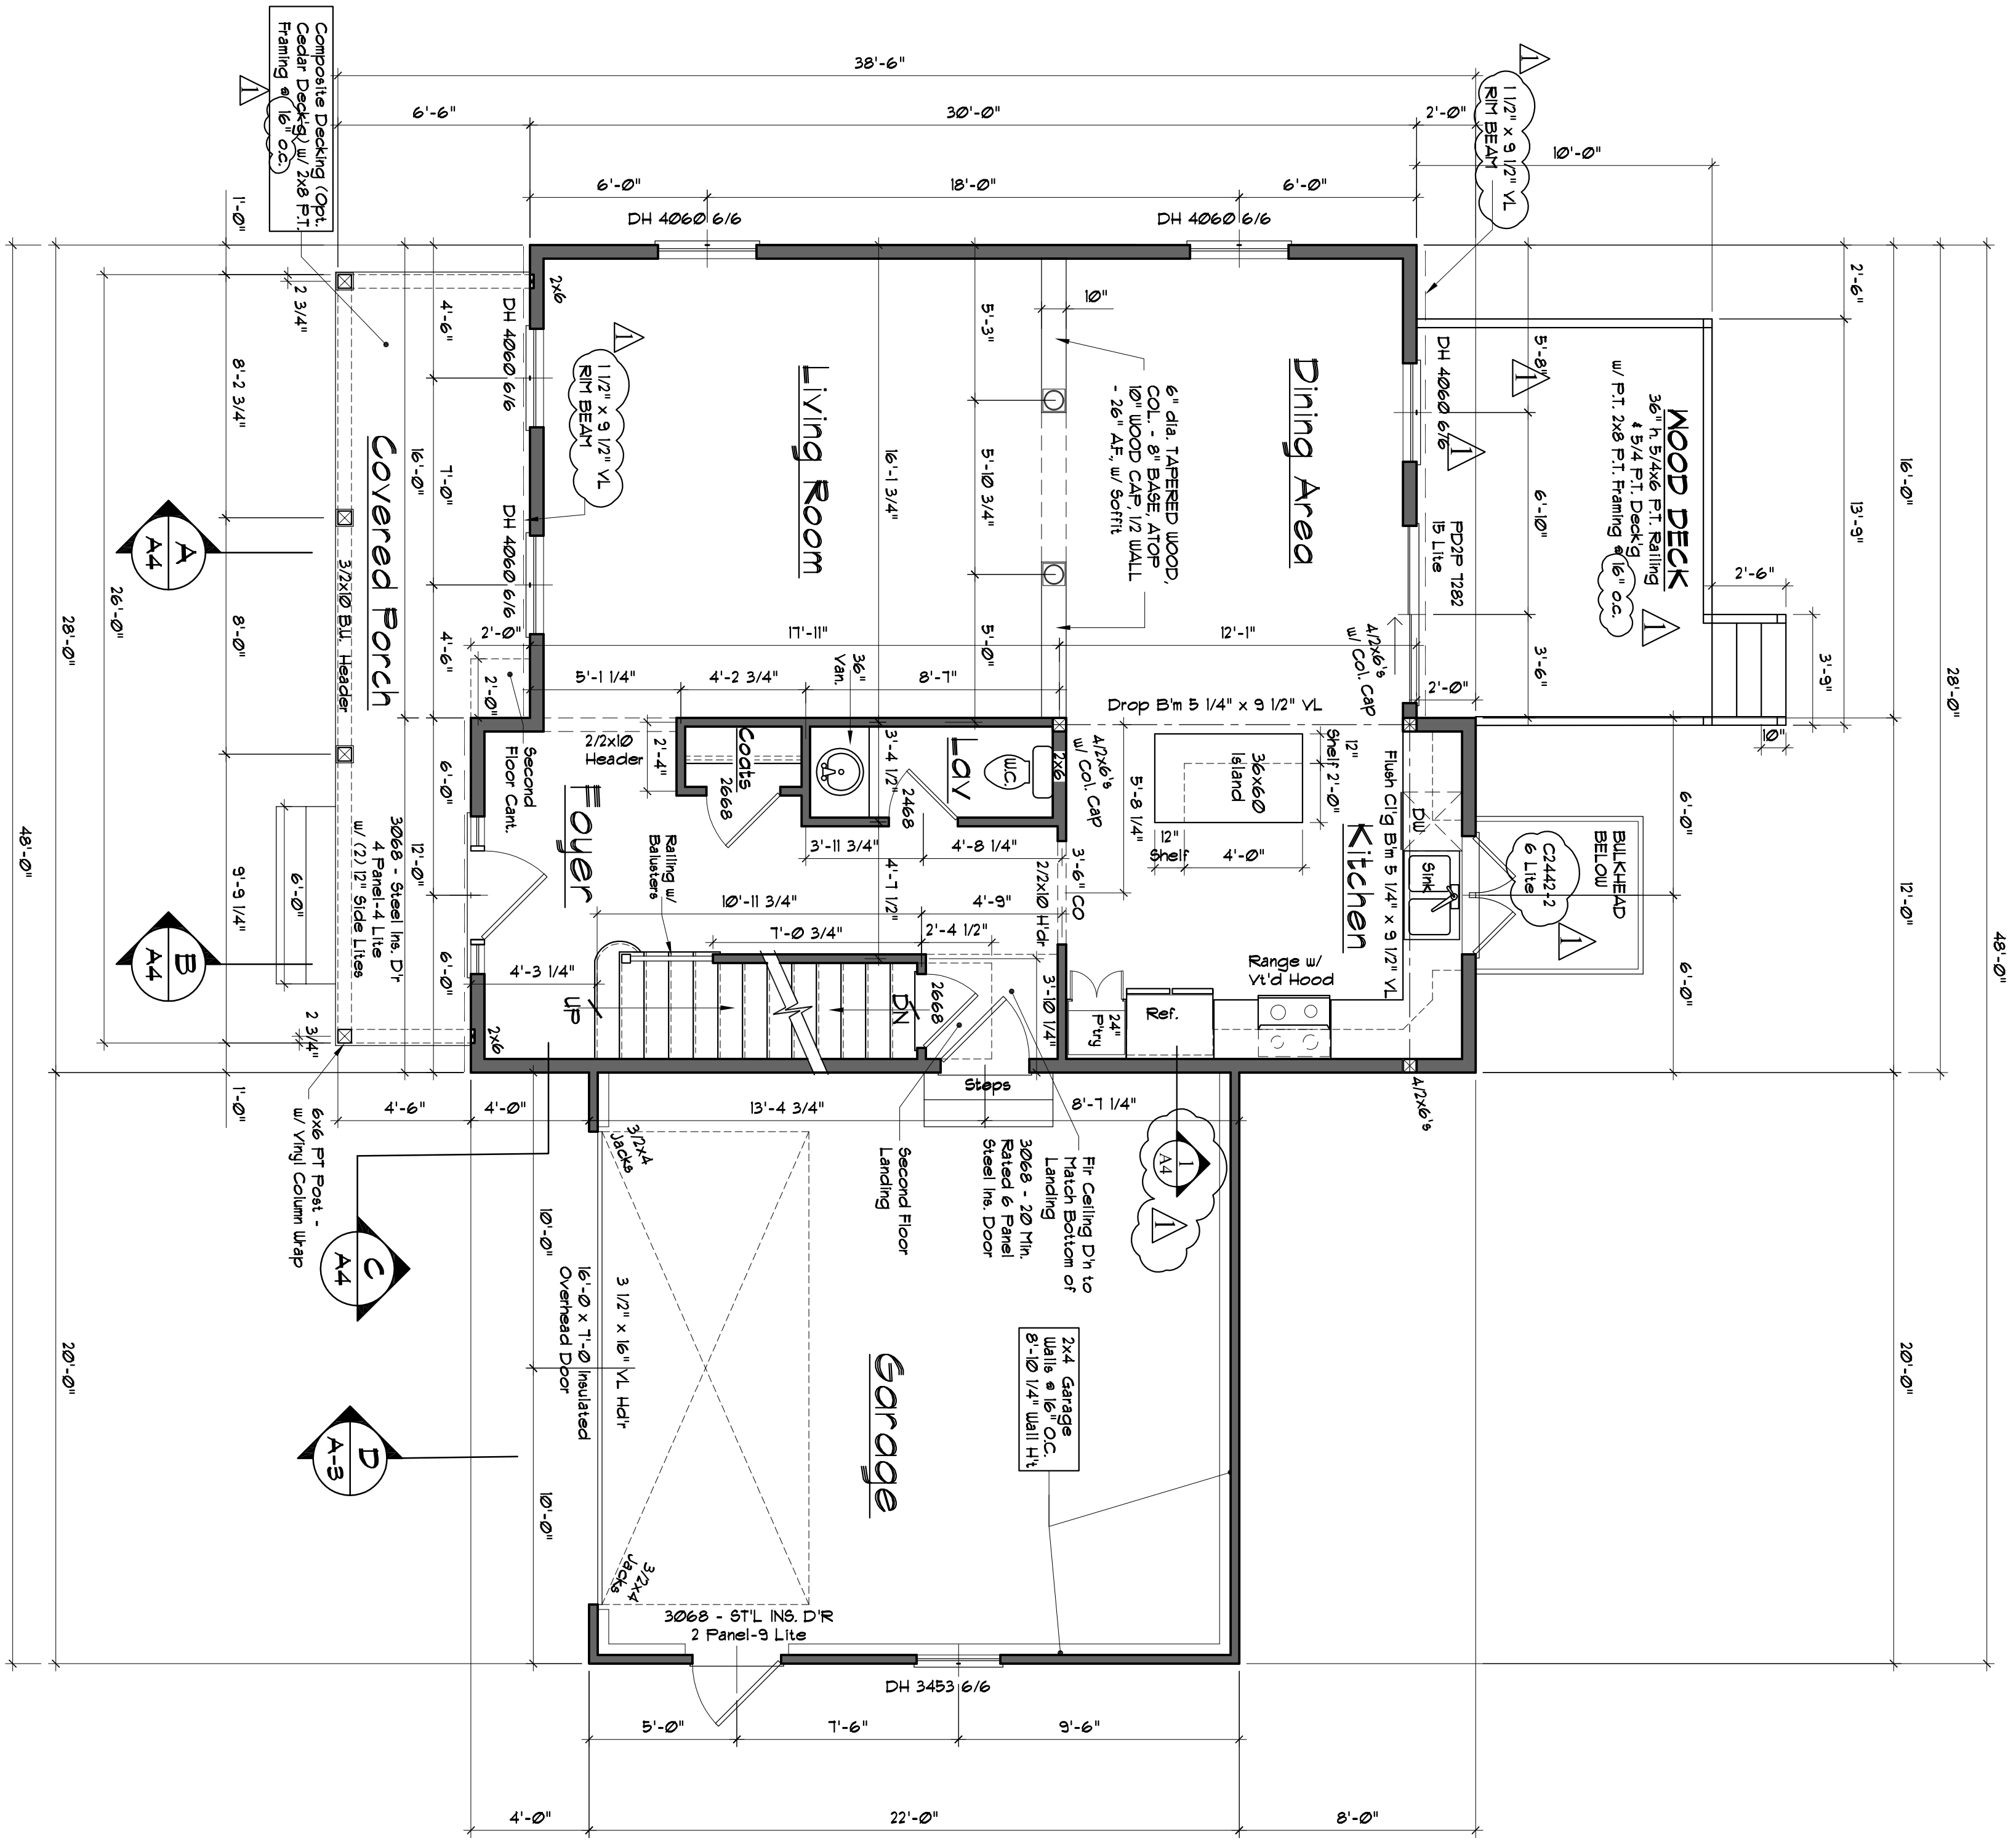 38'-6"
6'-6"
30'-0"
2'-0"
10'-0"
6'-0"
18'-0"
6'-0"
DH 4060 6/6
DH 4060 6/6
Composite Decking (Opt.
Cedar Deck'g) w/ 2x8 P.T.
Framing @ 16" o.c.
1
1
1 1/2" x 9 1/2" VL
RIM BEAM
1'-0"
2 3/4"
8'-2 3/4"
8'-0"
9'-9 1/4"
1'-0"
2 3/4"
26'-0"
28'-0"
20'-0"
48'-0"
4'-6"
7'-0"
4'-6"
16'-0"
6'-0"
12'-0"
6'-0"
6'-0"
2x6
DH 4060 6/6
DH 4060 6/6
1
1 1/2" x 9 1/2" VL
RIM BEAM
Covered Porch
3/2x10 B.U. Header
A
A4
B
A4
3068 - Steel Ins. D'r
4 Panel-4 Lite
w/ (2) 12" Side Lites
6x6 PT Post -
w/ Vinyl Column Wrap
2x6
Living Room
16'-1 3/4"
5'-3"
5'-10 3/4"
5'-0"
10"
6" dia. TAPERED WOOD,
COL. - 8" BASE, ATOP
10" WOOD CAP, 1/2 WALL
- 26" A.F., w/ Soffit
Dining Area
DH 4060 6/6
1
1
PD2P 7282
15 Lite
5'-8"
6'-10"
3'-6"
WOOD DECK
36" h. 5/4x6 P.T. Railing
& 5/4 P.T. Deck'g
w/ P.T. 2x8 P.T. Framing @ 16" o.c.
1
2'-6"
13'-9"
3'-9"
2'-6"
10"
16'-0"
12'-0"
20'-0"
28'-0"
48'-0"
2'-0"
17'-11"
12'-1"
2'-0"
2'-0"
5'-1 1/4"
4'-2 3/4"
8'-7"
36"
Van.
4/2x6's
w/ Col. Cap
Drop B'm 5 1/4" x 9 1/2" VL
Second
Floor Cant.
2/2x10
Header
2'-4"
Coats
2668
3'-4 1/2"
Lav
W.C.
2468
2x6
4/2x6's
w/ Col. Cap
5'-8 1/4"
12"
Shelf 2'-0"
36x60
Island
12"
Shelf
4'-0"
Flush Cl'g B'm 5 1/4" x 9 1/2" VL
DW
Sink
Kitchen
C2442-2
6 Lite
1
BULKHEAD
BELOW
6'-0"
6'-0"
Foyer
Railing w/
Balusters
3'-11 3/4"
4'-8 1/4"
4'-7 1/2"
3'-6" CO
2/2x10 H'dr
10'-11 3/4"
4'-9"
7'-0 3/4"
2'-4 1/2"
4'-3 1/4"
UP
DN
2668
3'-10 1/4"
24"
P'try
Ref.
Range w/
Vt'd Hood
4/2x6's
Steps
4'-6"
4'-0"
13'-4 3/4"
8'-7 1/4"
3/2x4
Jacks
Second Floor
Landing
3068 - 20 Min.
Rated 6 Panel
Steel Ins. Door
Fir Ceiling D'n to
Match Bottom of
Landing
1
A4
1
C
A4
D
A-3
10'-0"
10'-0"
16'-0 x 7'-0 Insulated
Overhead Door
3 1/2" x 16" VL Hd'r
Garage
2x4 Garage
Walls @ 16" O.C.
8'-10 1/4" Wall H't
3/2x4
Jacks
3068 - ST'L INS. D'R
2 Panel-9 Lite
DH 3453 6/6
5'-0"
7'-6"
9'-6"
4'-0"
22'-0"
8'-0"